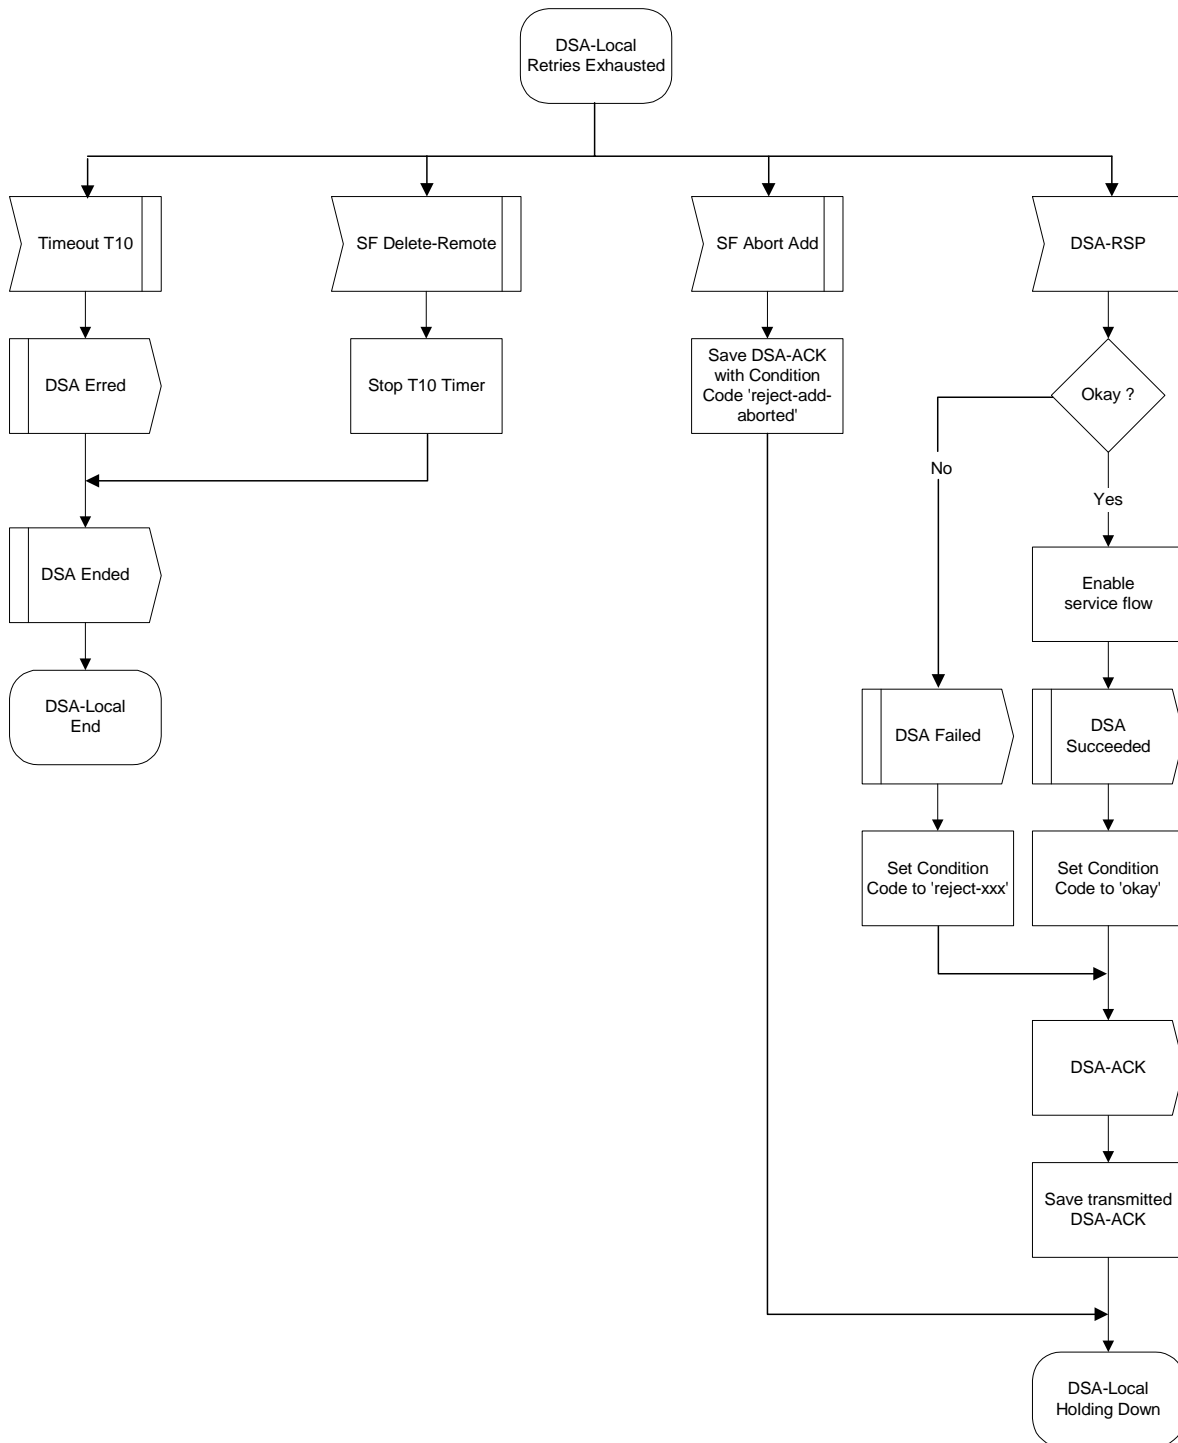 DSA-Local
Retries Exhausted
Timeout T10
SF Delete-Remote
SF Abort Add
DSA-RSP
DSA Erred
Stop T10 Timer
Save DSA-ACK
with Condition
Code 'reject-add-
aborted'
Okay ?
No
Yes
DSA Ended
Enable
service flow
DSA-Local
End
DSA Failed
DSA
Succeeded
Set Condition
Code to 'reject-xxx'
Set Condition
Code to 'okay'
DSA-ACK
Save transmitted
DSA-ACK
DSA-Local
Holding Down